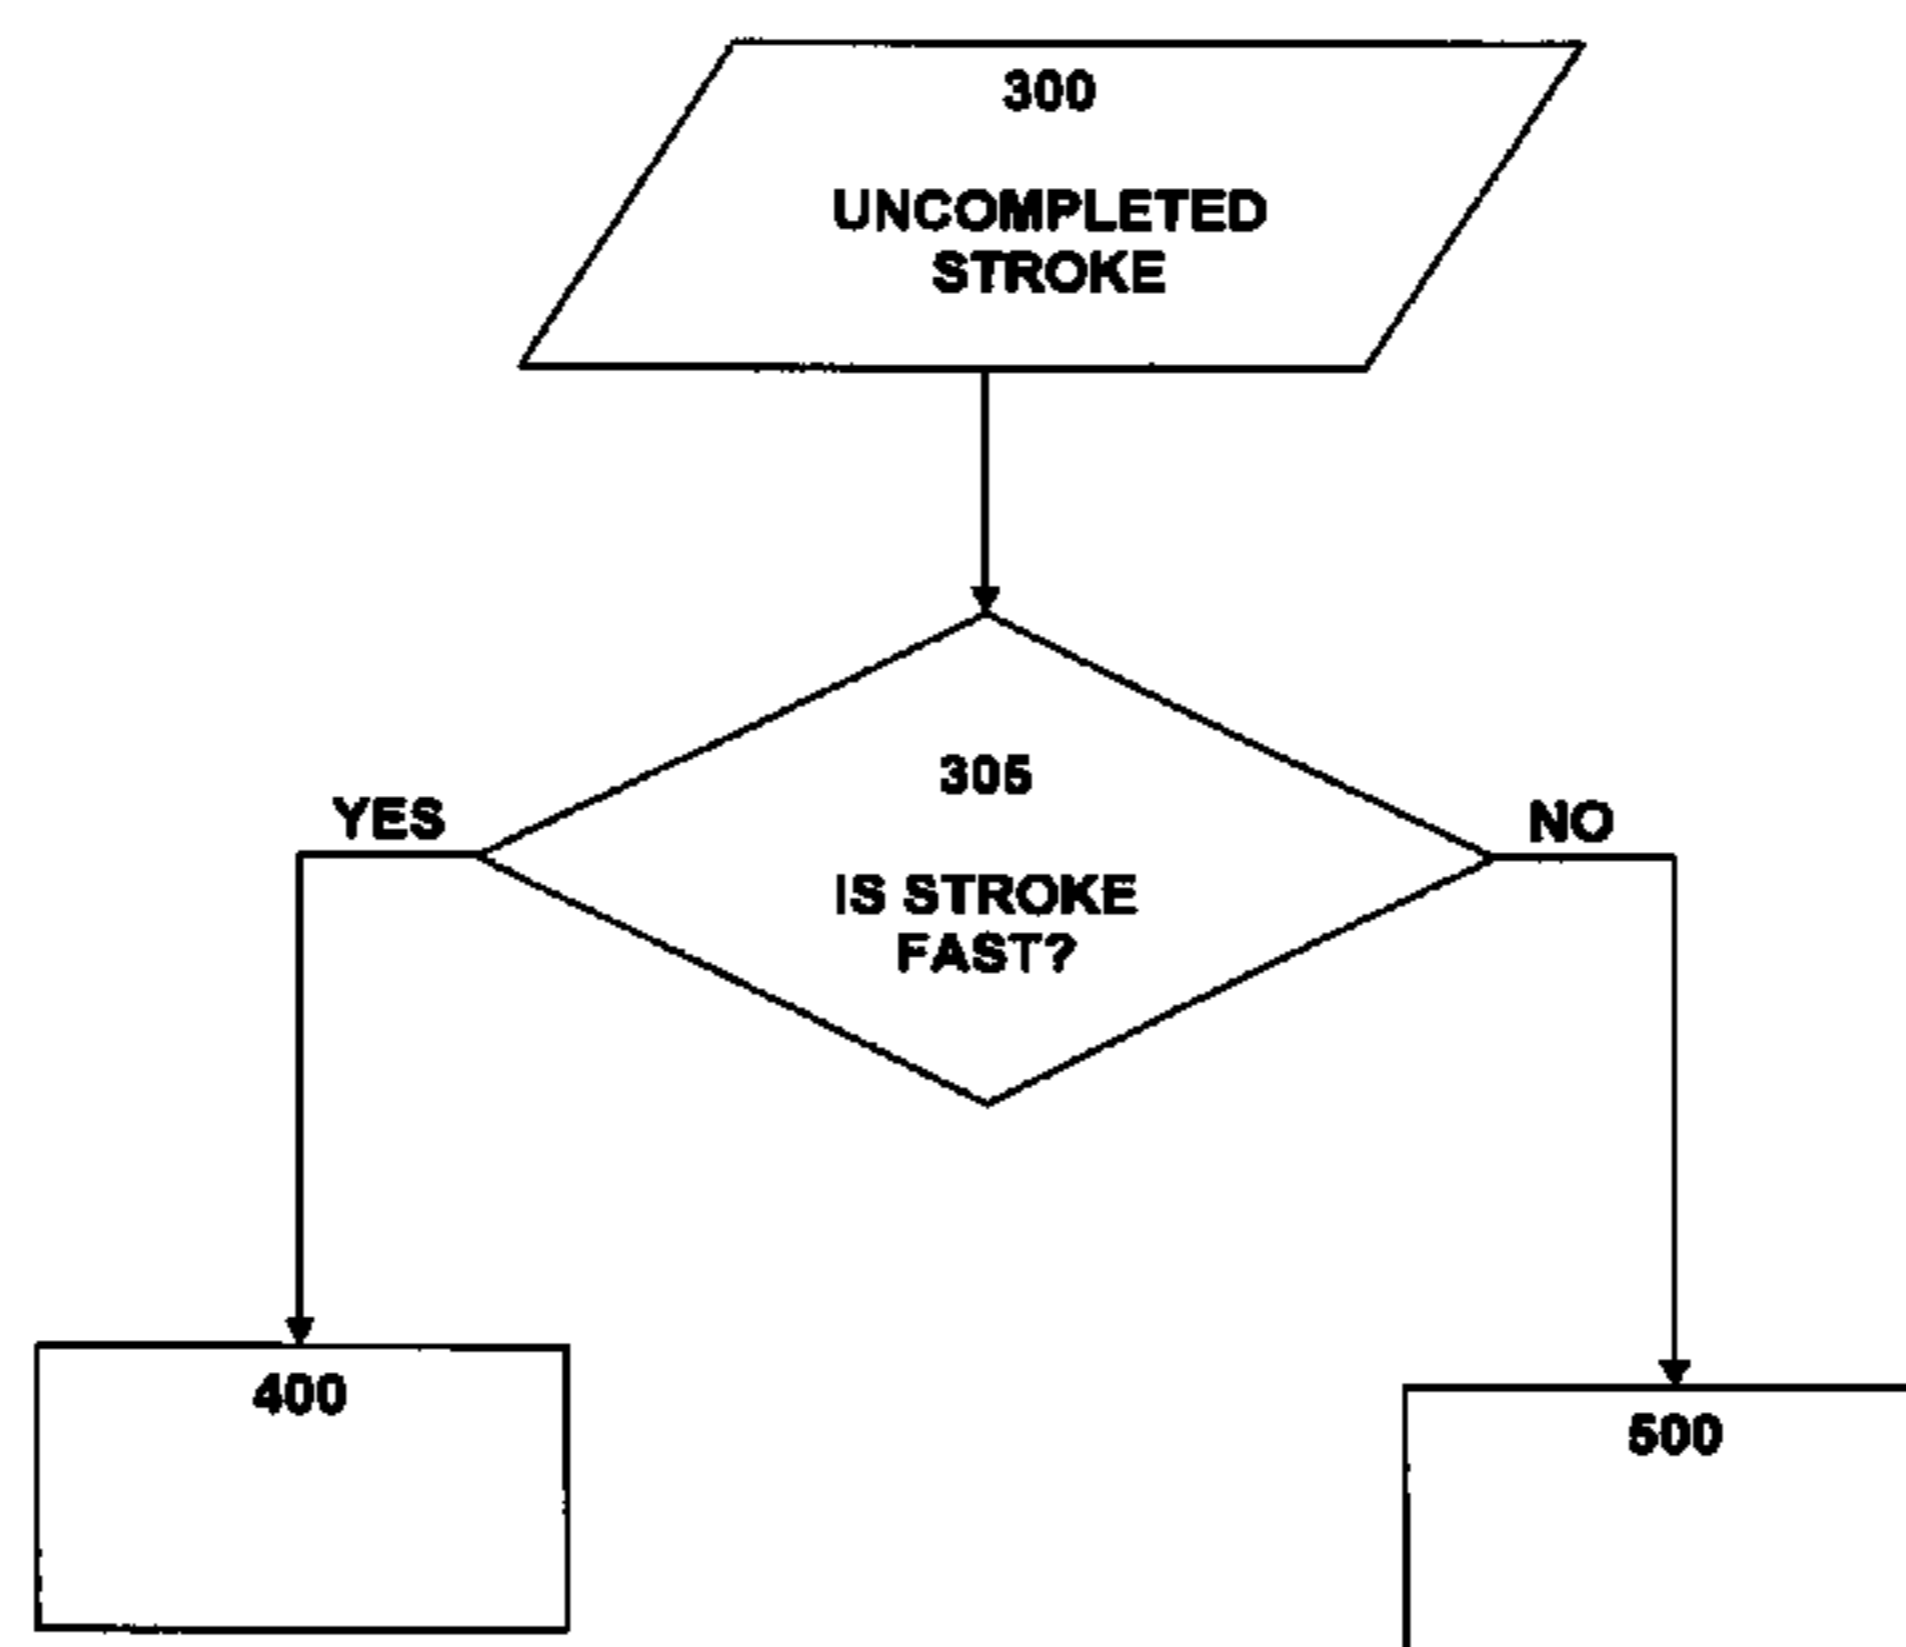 300
UNCOMPLETED
STROKE
305
YES
NO
IS STROKE
FAST?
400
500